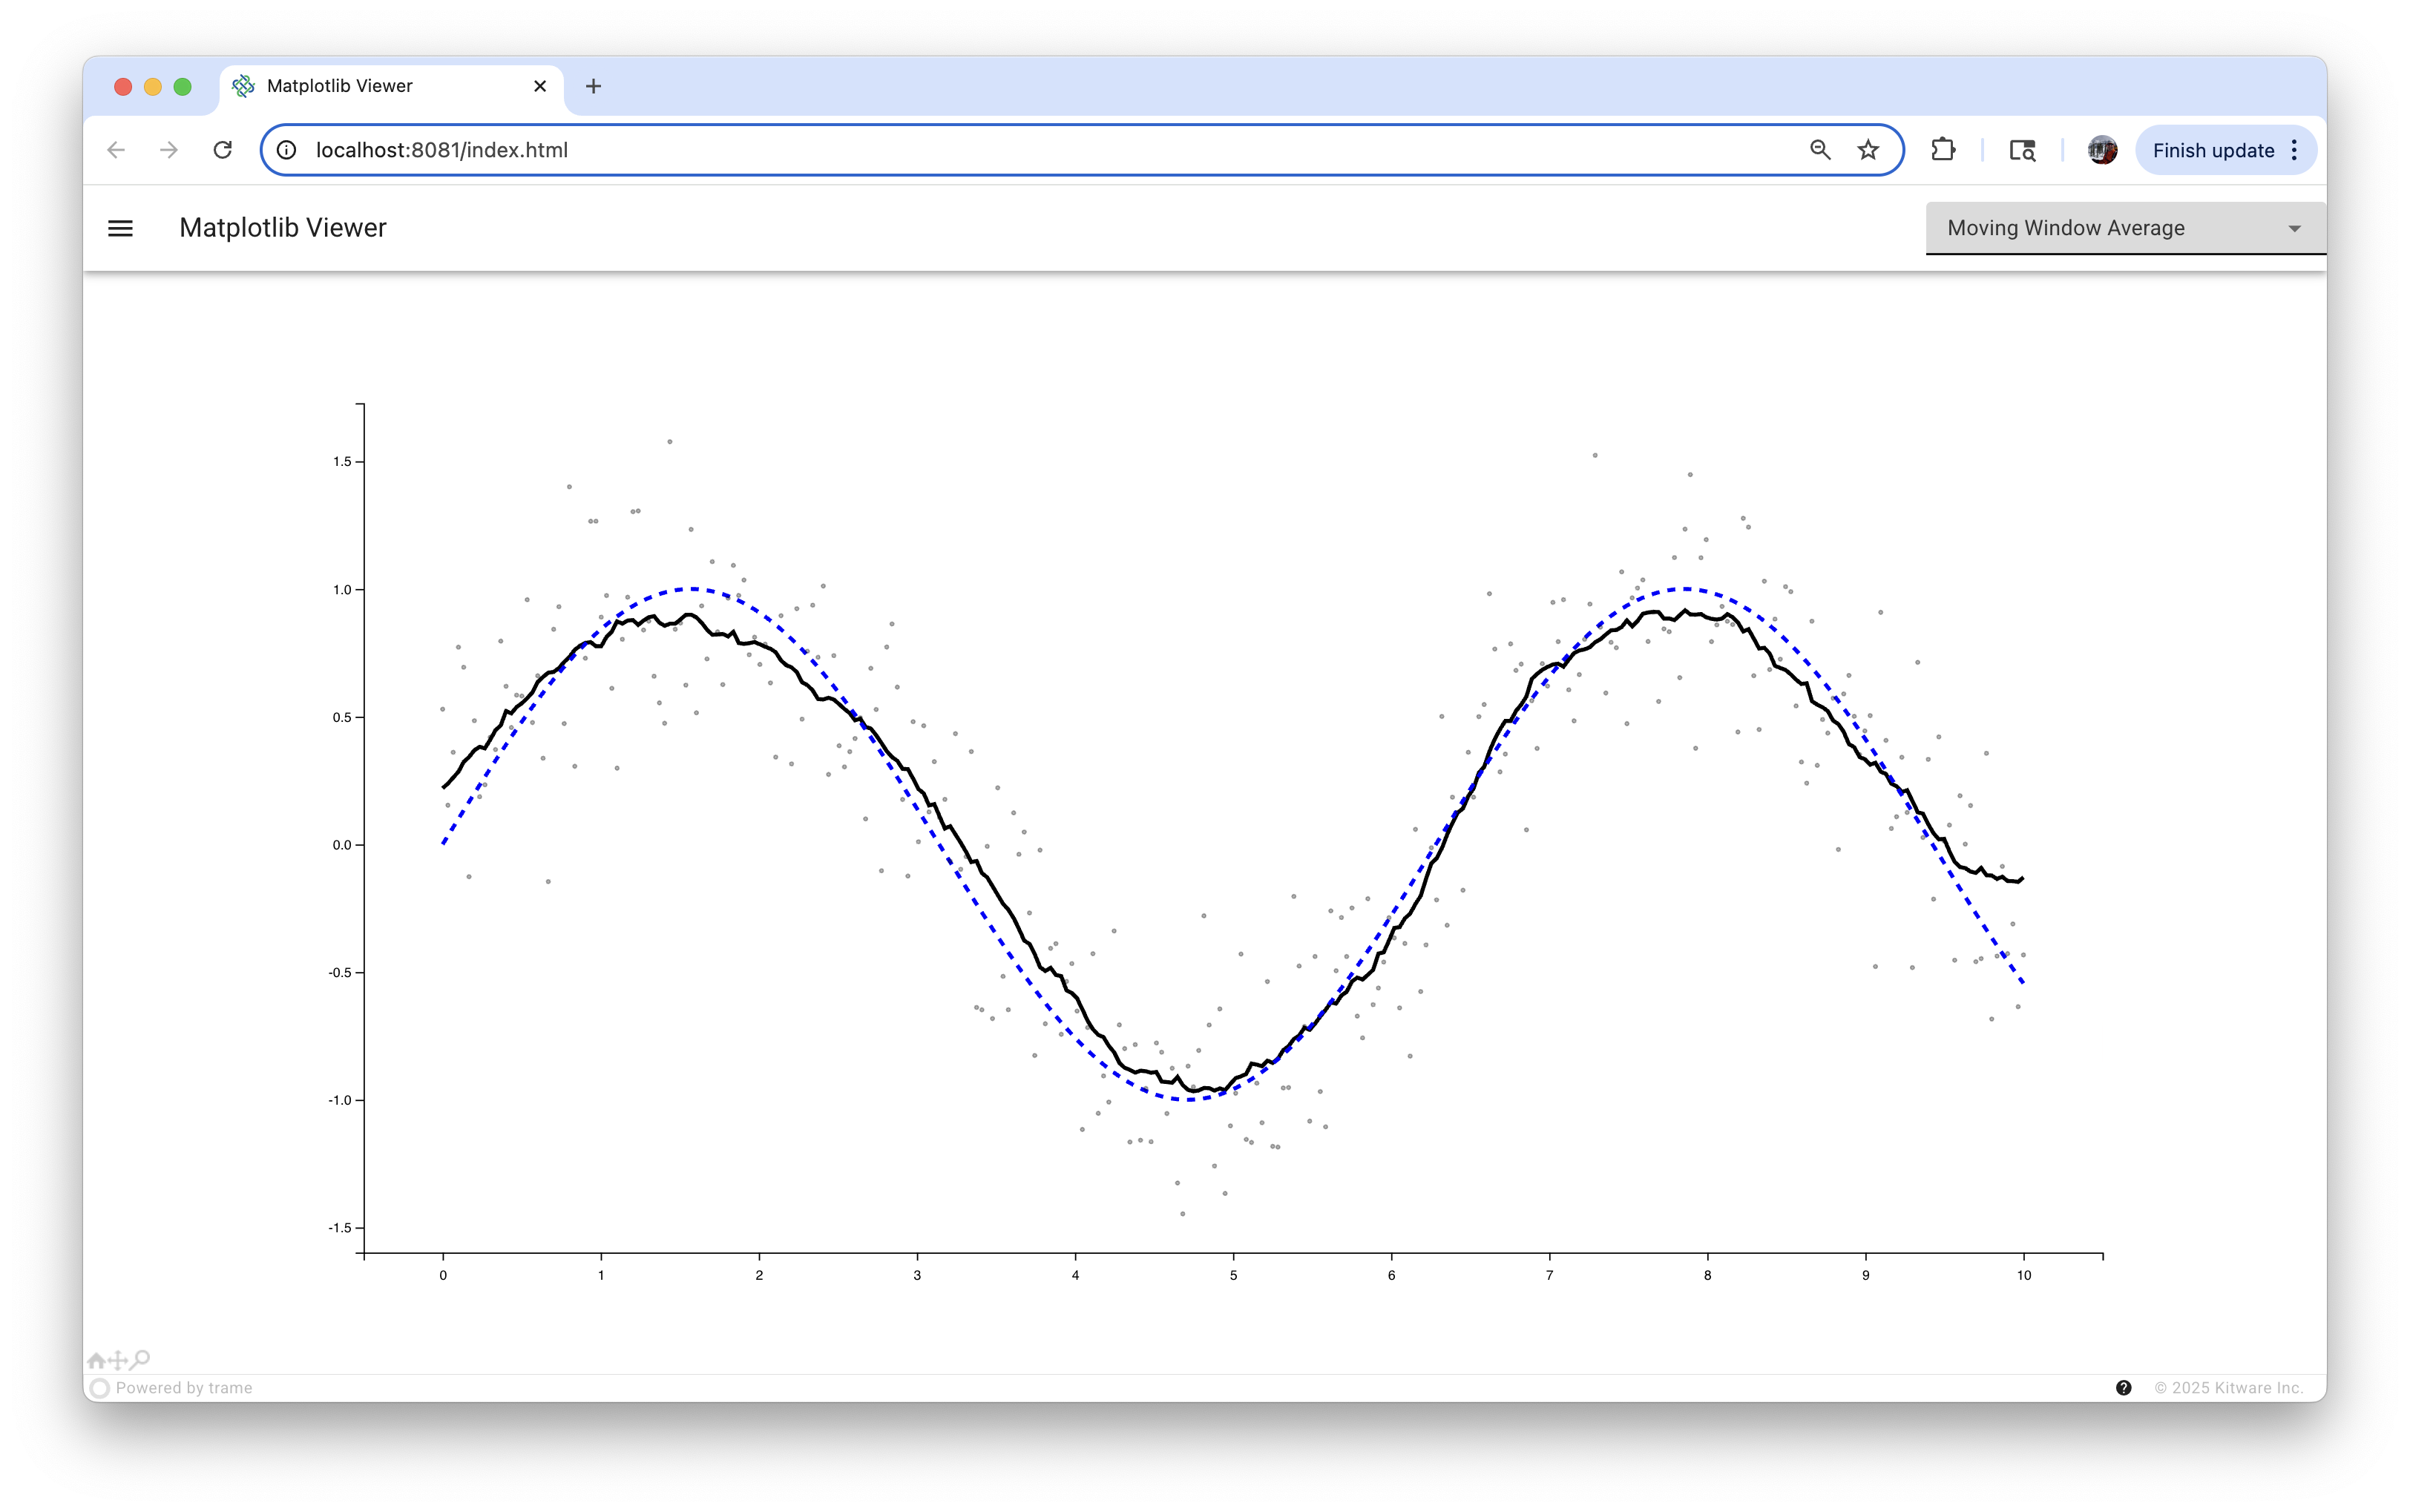 Matplotlib Viewer
localhost:8081/index.html
Finish update
Matplotlib Viewer
Moving Window Average
1.5
1.0
0.5
0.0
-0.5
-1.0
-1.5
0 1 2 3 4 5 6 7 8 9 10
Powered by trame
© 2025 Kitware Inc.